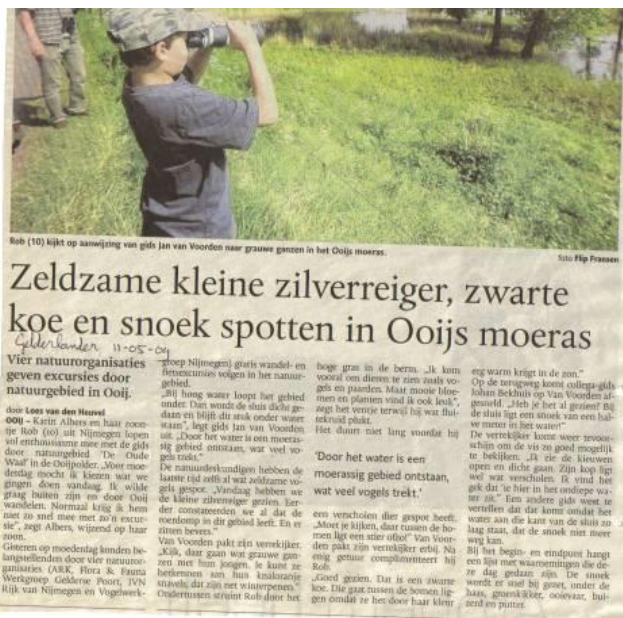 Rob (10) kijkt op aanwijzing van gids Jan van Voorden naar grauwe ganzen in het Ooijs moeras.
foto Flip Franssen
Zeldzame kleine zilverreiger, zwarte
koe en snoek spotten in Ooijs moeras
Gelderlander 11-05-09
Vier natuurorganisaties
geven excursies door
natuurgebied in Ooij.
door Loes van den Heuvel
OOIJ – Karin Albers en haar zoon-
tje Rob (10) uit Nijmegen lopen
vol enthousiasme mee met de gids
door natuurgebied 'De Oude
Waal' in de Ooijpolder. „Voor moe-
derdag mocht ik kiezen wat we
gingen doen vandaag. Ik wilde
graag buiten zijn en door Ooij
wandelen. Normaal krijg ik hem
niet zo snel mee met zo'n excur-
sie", zegt Albers, wijzend op haar
zoon.
Gisteren op moederdag konden be-
langstellenden door vier natuuror-
ganisaties (ARK, Flora & Fauna
Werkgroep Gelderse Poort, IVN
Rijk van Nijmegen en Vogelwerk-
groep Nijmegen) gratis wandel- en
fietsexcursies volgen in het natuur-
gebied.
„Bij hoog water loopt het gebied
onder. Dan wordt de sluis dicht ge-
daan en blijft dit stuk onder water
staan", legt gids Jan van Voorden
uit. „Door het water is een moeras-
sig gebied ontstaan, wat veel vo-
gels trekt."
De natuurdeskundigen hebben de
laatste tijd zelfs al wat zeldzame vo-
gels gespot. „Vandaag hebben we
de kleine zilverreiger gezien. Eer-
der constateerden we al dat de
roerdomp in dit gebied leeft. En er
zitten bevers."
Van Voorden pakt zijn verrekijker.
„Kijk, daar gaan wat grauwe gan-
zen met hun jongen. Je kunt ze
herkennen aan hun knaloranje
snavels, dat zijn net winterpenen."
Ondertussen struint Rob door het
hoge gras in de berm. „Ik kom
vooral om dieren te zien zoals vo-
gels en paarden. Maar mooie bloe-
men en planten vind ik ook leuk",
zegt het ventje terwijl hij wat fluit-
tekruid plukt.
Het duurt niet lang voordat hij
'Door het water is een
moerassig gebied ontstaan,
wat veel vogels trekt.'
een verscholen dier gespot heeft.
„Moet je kijken, daar tussen de bo-
men ligt een stier ofzo!" Van Voor-
den pakt zijn verrekijker erbij. Na
enig getuur complimenteert hij
Rob.
„Goed gezien. Dat is een zwarte
koe. Die gaat tussen de bomen lig-
gen omdat ze het door haar kleur
erg warm krijgt in de zon."
Op de terugweg komt collega-gids
Johan Bekhuis op Van Voorden af-
gesneld. „Heb je het al gezien? Bij
de sluis ligt een snoek van een hal-
ve meter in het water!"
De verrekijker komt weer tevoor-
schijn om de vis zo goed mogelijk
te bekijken. „Ik zie de kieuwen
open en dicht gaan. Zijn kop ligt
wel wat verscholen. Ik vind het
gek dat 'ie hier in het ondiepe wa-
ter zit." Een andere gids weet te
vertellen dat dat komt omdat het
water aan die kant van de sluis zo
laag staat, dat de snoek niet meer
weg kan.
Bij het begin- en eindpunt hangt
een lijst met waarnemingen die de-
ze dag gedaan zijn. De snoek
wordt er snel bij gezet, onder de
haas, groenkikker, ooievaar, bui-
zerd en putter.